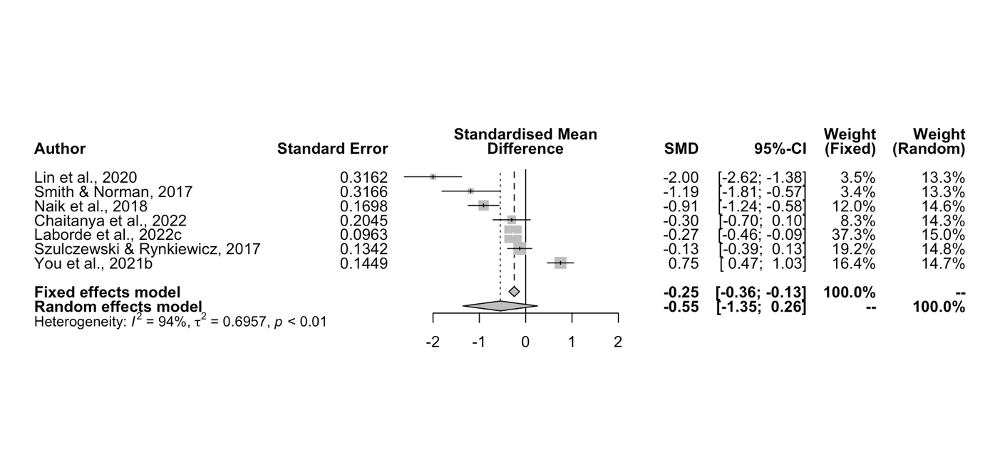 Standardised Mean Weight Weight
Author Standard Error Difference SMD 95%-CI (Fixed) (Random)
Lin et al., 2020 0.3162 -2.00 [-2.62; -1.38] 3.5% 13.3%
Smith & Norman, 2017 0.3166 -1.19 [-1.81; -0.57] 3.4% 13.3%
Naik et al., 2018 0.1698 -0.91 [-1.24; -0.58] 12.0% 14.6%
Chaitanya et al., 2022 0.2045 -0.30 [-0.70; 0.10] 8.3% 14.3%
Laborde et al., 2022c 0.0963 -0.27 [-0.46; -0.09] 37.3% 15.0%
Szulczewski & Rynkiewicz, 2017 0.1342 -0.13 [-0.39; 0.13] 19.2% 14.8%
You et al., 2021b 0.1449 0.75 [ 0.47; 1.03] 16.4% 14.7%
Fixed effects model -0.25 [-0.36; -0.13] 100.0% --
Random effects model -0.55 [-1.35; 0.26] -- 100.0%
Heterogeneity: I² = 94%, τ² = 0.6957, p < 0.01
-2 -1 0 1 2